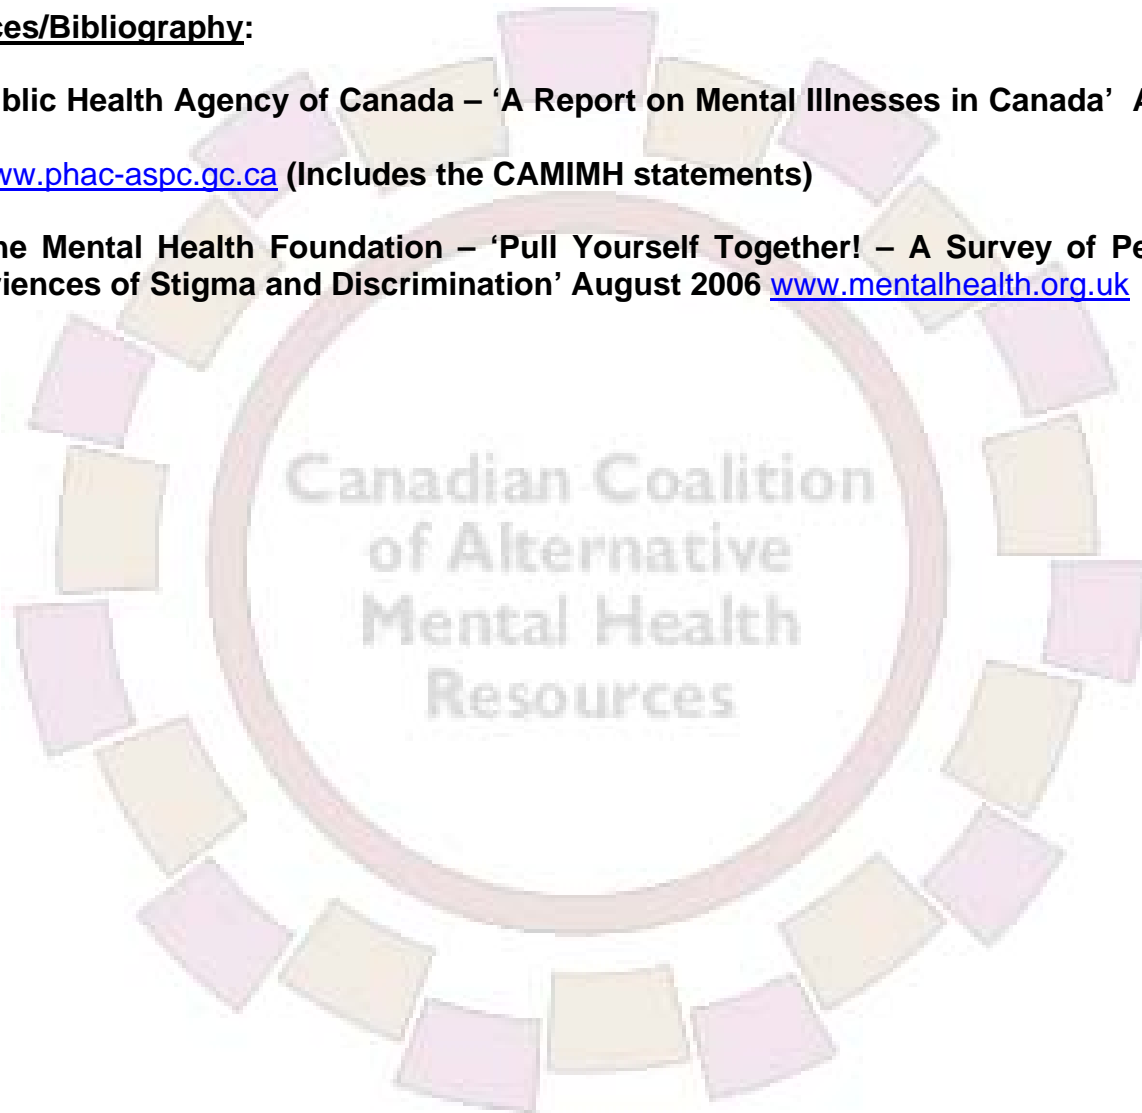 ces/Bibliography:
blic Health Agency of Canada – ‘A Report on Mental Illnesses in Canada’ A
ww.phac-aspc.gc.ca (Includes the CAMIMH statements)
he Mental Health Foundation – ‘Pull Yourself Together! – A Survey of Pe
riences of Stigma and Discrimination’ August 2006 www.mentalhealth.org.uk
Canadian Coalition
of Alternative
Mental Health
Resources